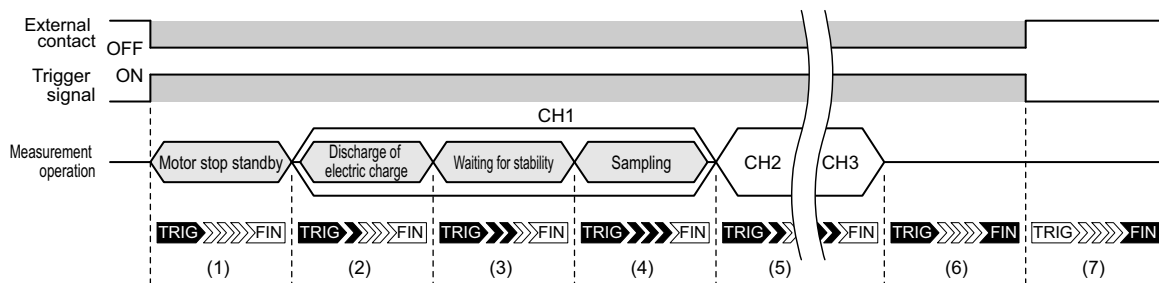 External
contact
OFF
Trigger
signal
ON
CH1
Measurement
operation
Motor stop standby
Discharge of
electric charge
Waiting for stability
Sampling
CH2
CH3
TRIG FIN
TRIG FIN
TRIG FIN
TRIG FIN
TRIG FIN
TRIG FIN
TRIG FIN
(1)
(2)
(3)
(4)
(5)
(6)
(7)